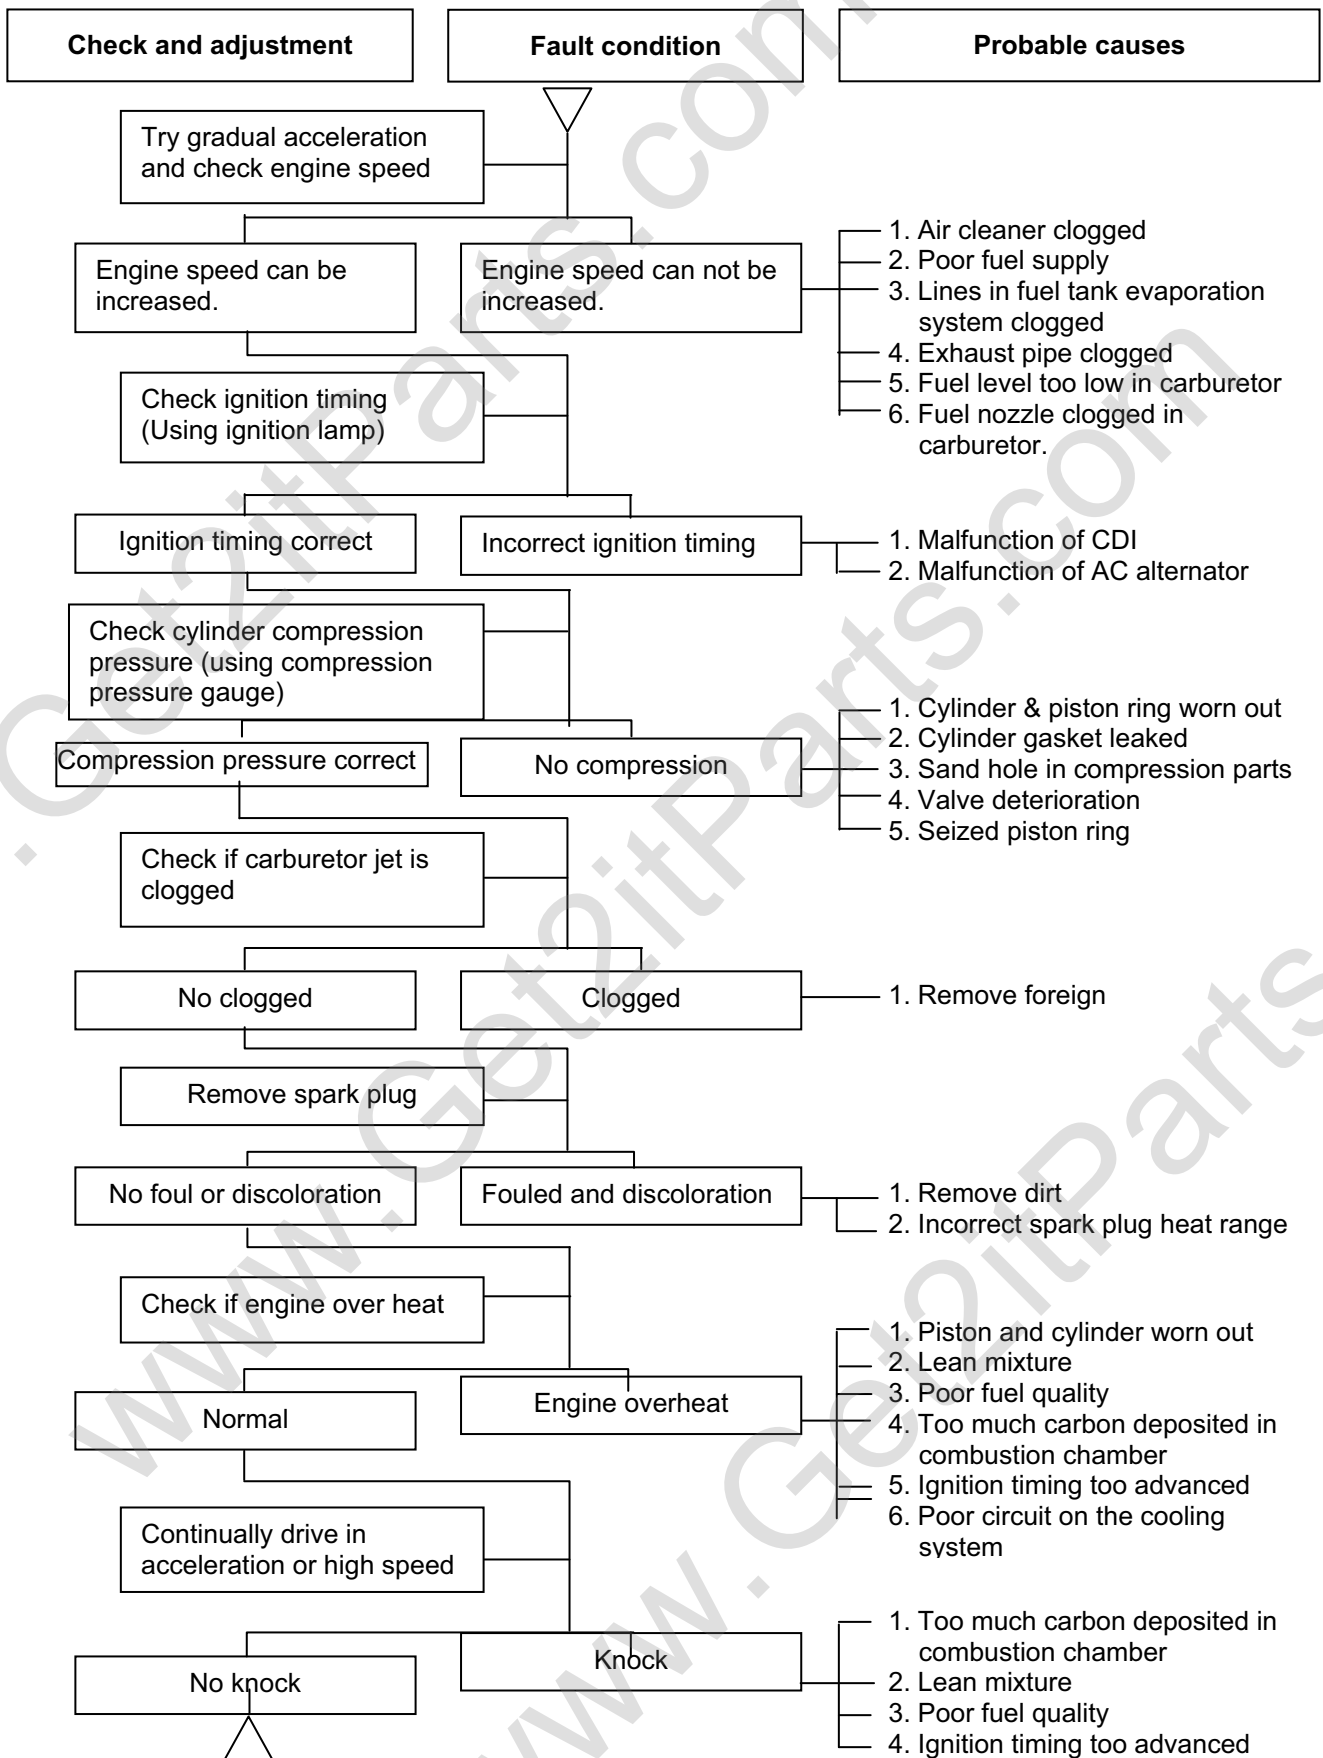 Check and adjustment
Fault condition
Probable causes
Try gradual acceleration
and check engine speed
Engine speed can be
increased.
Engine speed can not be
increased.
1. Air cleaner clogged
2. Poor fuel supply
3. Lines in fuel tank evaporation
system clogged
4. Exhaust pipe clogged
5. Fuel level too low in carburetor
6. Fuel nozzle clogged in
carburetor.
Check ignition timing
(Using ignition lamp)
Ignition timing correct
Incorrect ignition timing
1. Malfunction of CDI
2. Malfunction of AC alternator
Check cylinder compression
pressure (using compression
pressure gauge)
Compression pressure correct
No compression
1. Cylinder & piston ring worn out
2. Cylinder gasket leaked
3. Sand hole in compression parts
4. Valve deterioration
5. Seized piston ring
Check if carburetor jet is
clogged
No clogged
Clogged
1. Remove foreign
Remove spark plug
No foul or discoloration
Fouled and discoloration
1. Remove dirt
2. Incorrect spark plug heat range
Check if engine over heat
Normal
Engine overheat
1. Piston and cylinder worn out
2. Lean mixture
3. Poor fuel quality
4. Too much carbon deposited in
combustion chamber
5. Ignition timing too advanced
6. Poor circuit on the cooling
system
Continually drive in
acceleration or high speed
No knock
Knock
1. Too much carbon deposited in
combustion chamber
2. Lean mixture
3. Poor fuel quality
4. Ignition timing too advanced
.Get2itParts.com
www.Get2itParts.com
www.Get2itParts